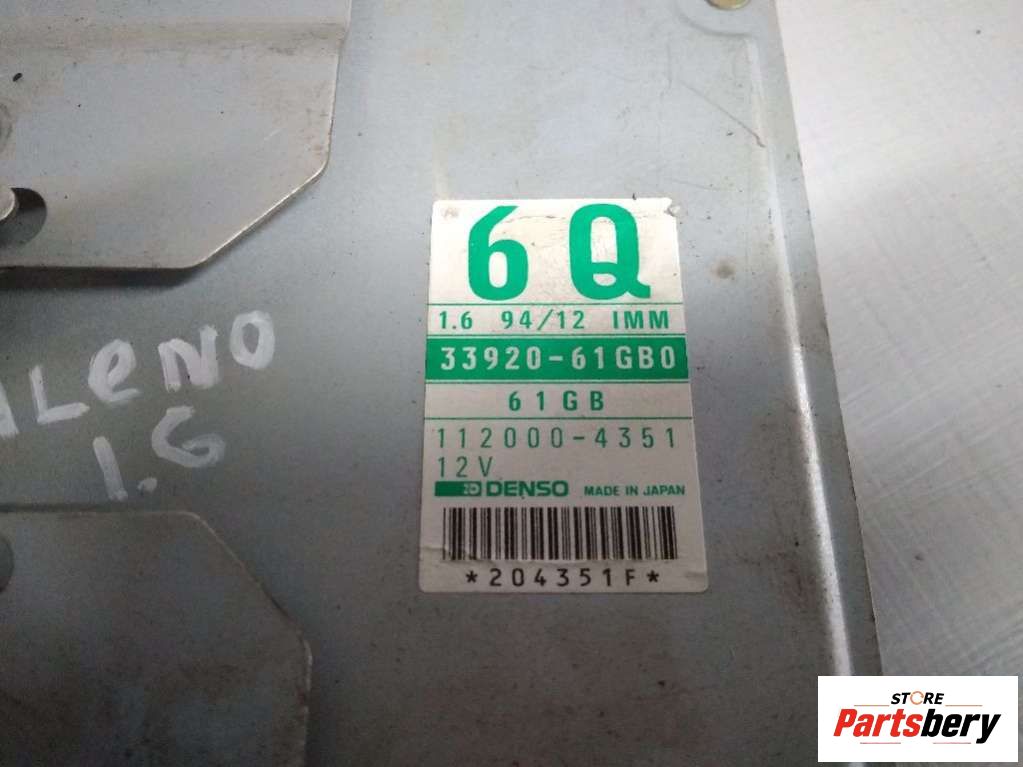 6Q
1.6 94/12 IMM
33920-61GB0
61GB
112000-4351
12V
DENSO MADE IN JAPAN
*204351F*
ALENO
1.6
STORE
Partsbery